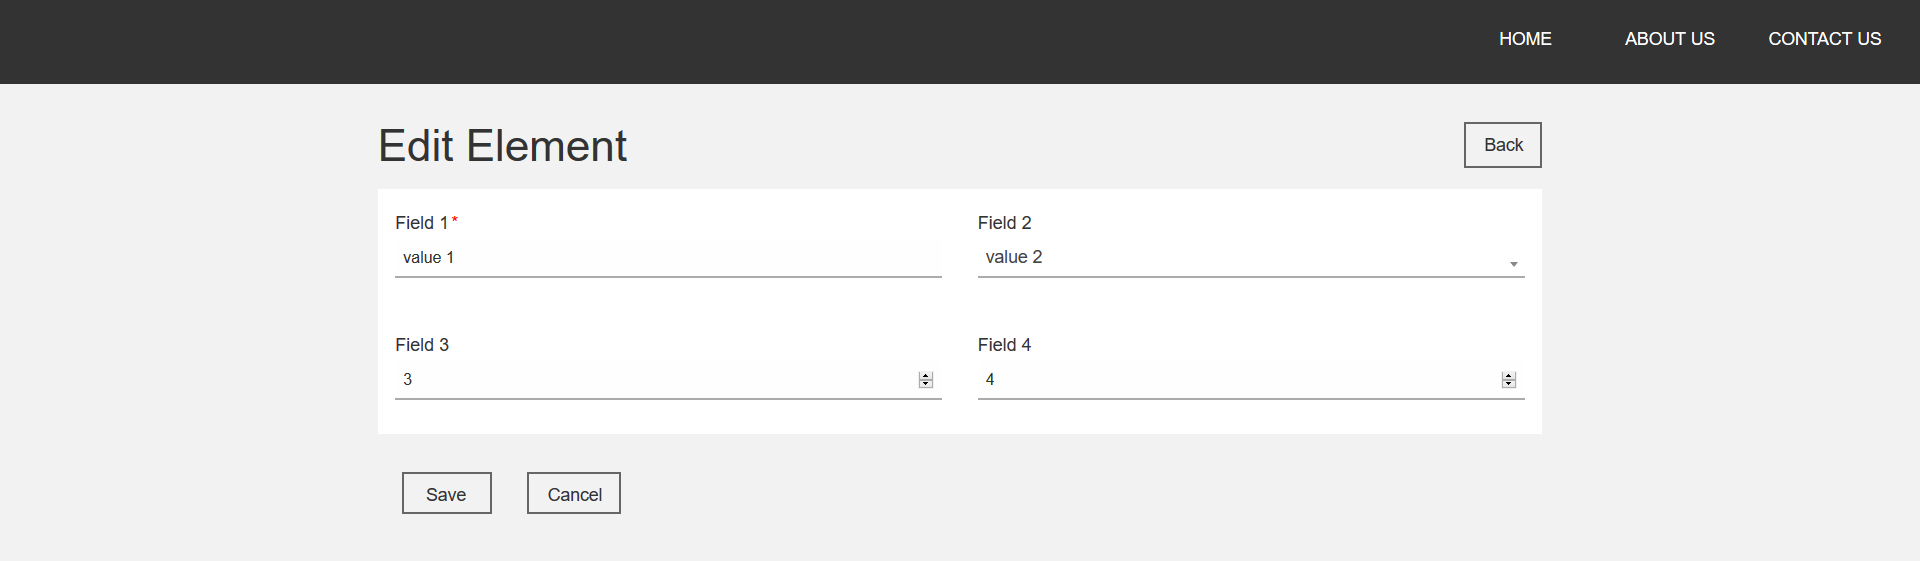 HOME ABOUT US CONTACT US
Edit Element Back
Field 1* Field 2
value 1 value 2
Field 3 Field 4
3 4
Save Cancel